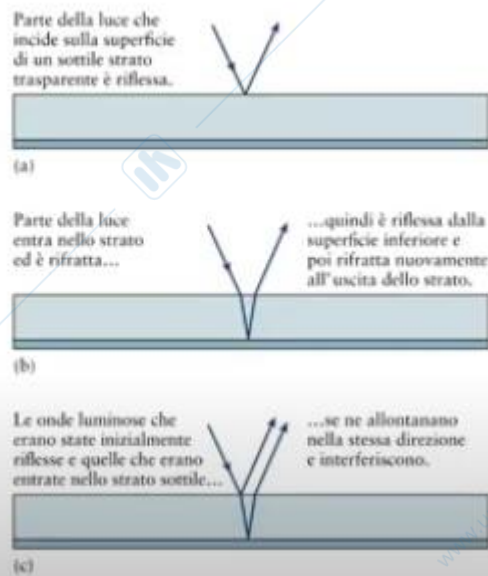 Parte della luce che
incide sulla superficie
di un sottile strato
trasparente è riflessa.
(a)
Parte della luce
entra nello strato
ed è rifratta...
...quindi è riflessa dalla
superficie inferiore e
poi rifratta nuovamente
all'uscita dello strato.
(b)
Le onde luminose che
erano state inizialmente
riflesse e quelle che erano
entrate nello strato sottile...
...se ne allontanano
nella stessa direzione
e interferiscono.
(c)